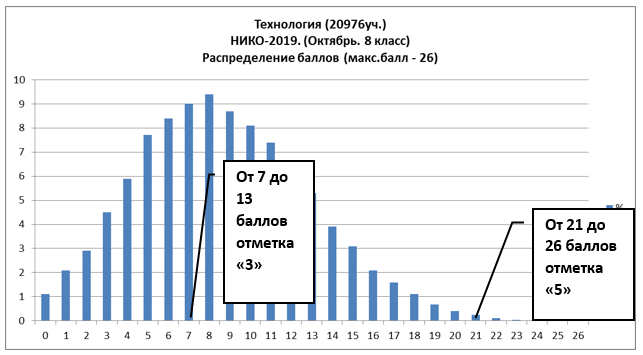 Технология (20976уч.)
НИКО-2019. (Октябрь. 8 класс)
Распределение баллов (макс.балл - 26)
10
9
8
7
6
5
4
3
2
1
0
От 7 до
13
баллов
отметка
«3»
%
От 21 до
26 баллов
отметка
«5»
0 1 2 3 4 5 6 7 8 9 10 11 12 13 14 15 16 17 18 19 20 21 22 23 24 25 26